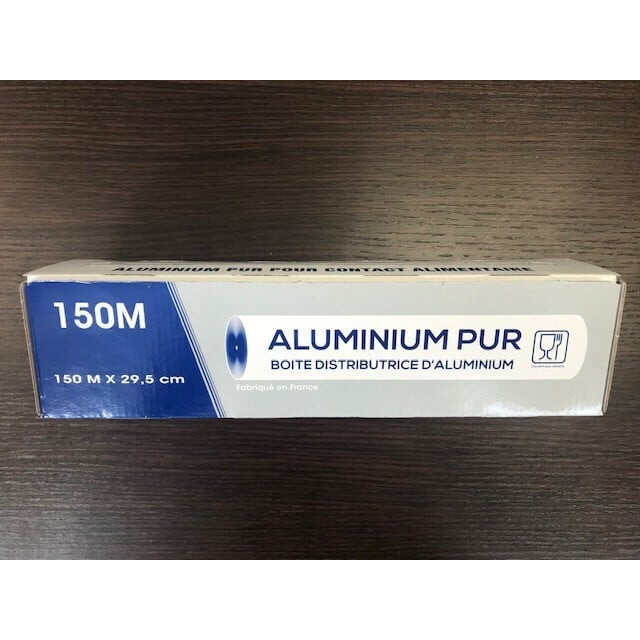 ALUMINIUM PUR POUR CONTACT ALIMENTAIRE
150M
150 M X 29,5 cm
ALUMINIUM PUR
BOITE DISTRIBUTRICE D'ALUMINIUM
Fabriqué en France